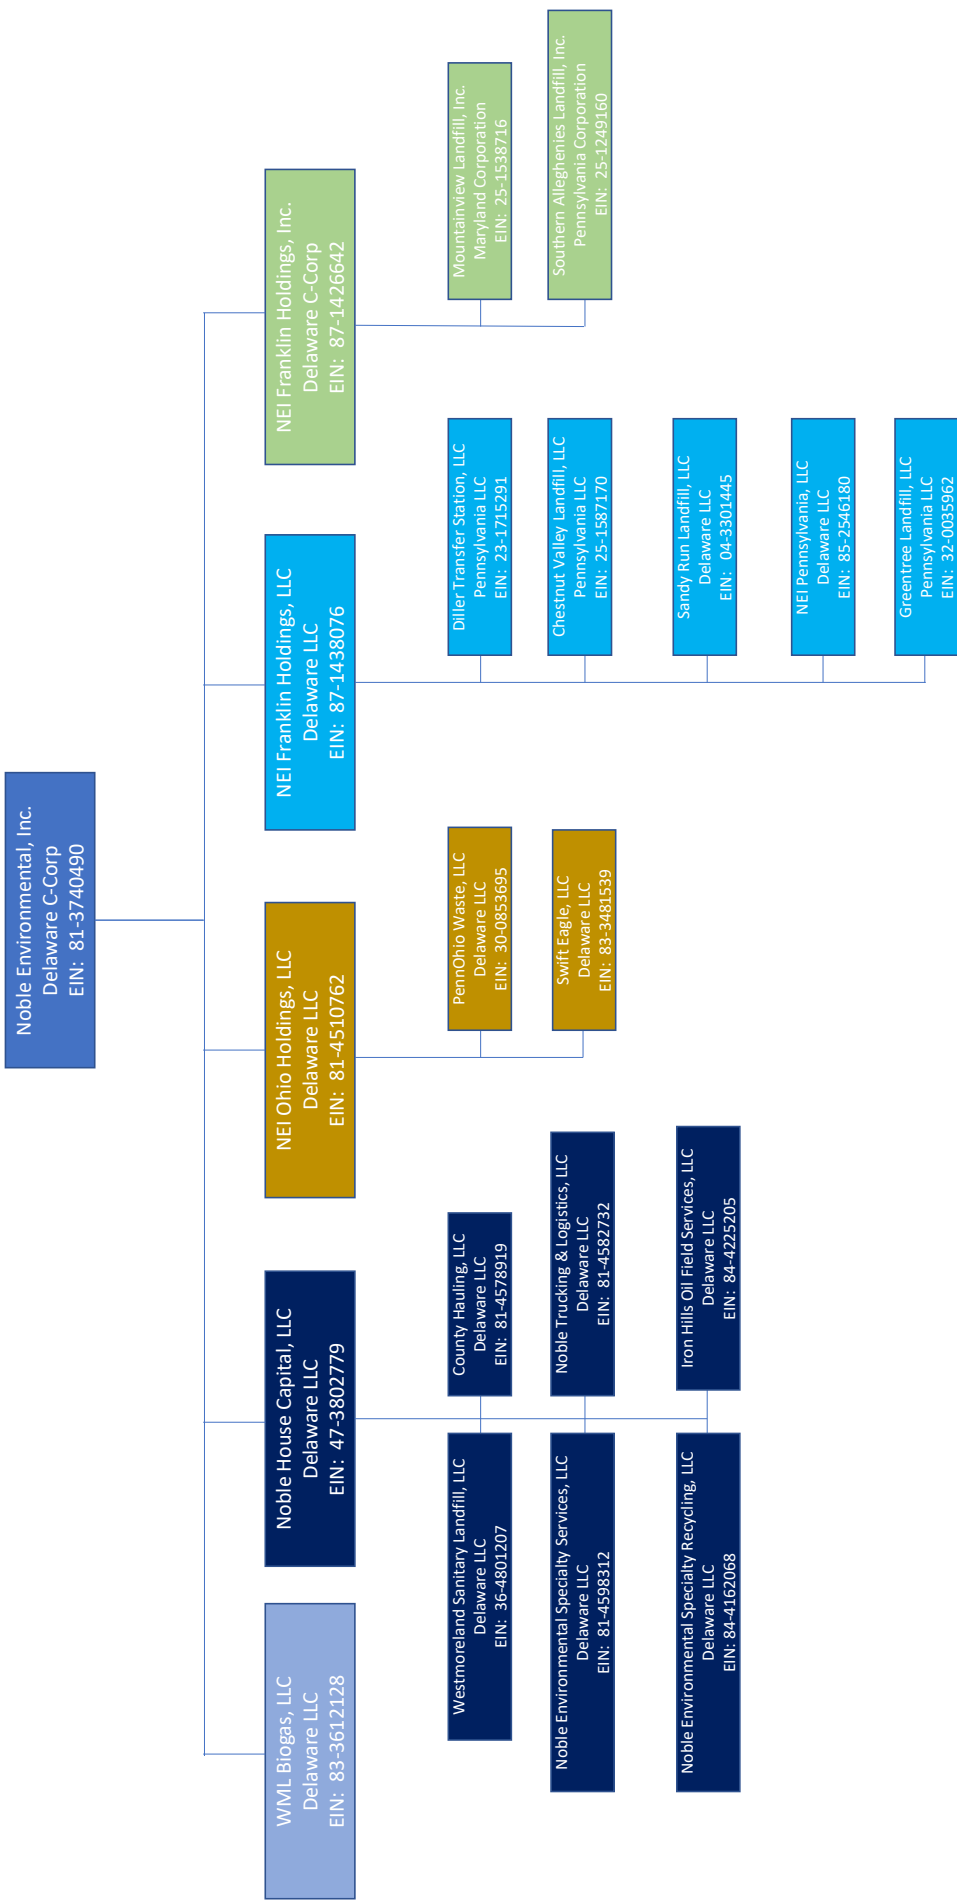 Noble Environmental, Inc.
Delaware C-Corp
EIN:  81-3740490
WML Biogas, LLC
Delaware LLC
EIN:  83-3612128
Noble House Capital, LLC
Delaware LLC
EIN: 47-3802779
NEI Ohio Holdings, LLC
Delaware LLC
EIN:  81-4510762
NEI Franklin Holdings, LLC
Delaware LLC
EIN:  87-1438076
NEI Franklin Holdings, Inc.
Delaware C-Corp
EIN:  87-1426642
Westmoreland Sanitary Landfill, LLC
Delaware LLC
EIN:  36-4801207
County Hauling, LLC
Delaware LLC
EIN:  81-4578919
Noble Environmental Specialty Services, LLC
Delaware LLC
EIN:  81-4598312
Noble Trucking & Logistics, LLC
Delaware LLC
EIN:  81-4582732
Noble Environmental Specialty Recycling, LLC
Delaware LLC
EIN: 84-4162068
Iron Hills Oil Field Services, LLC
Delaware LLC
EIN:  84-4225205
PennOhio Waste, LLC
Delaware LLC
EIN:  30-0853695
Swift Eagle, LLC
Delaware LLC
EIN:  83-3481539
Diller Transfer Station, LLC
Pennsylvania LLC
EIN:  23-1715291
Chestnut Valley Landfill, LLC
Pennsylvania LLC
EIN:  25-1587170
Sandy Run Landfill, LLC
Delaware LLC
EIN:  04-3301445
NEI Pennsylvania, LLC
Delaware LLC
EIN:  85-2546180
Greentree Landfill, LLC
Pennsylvania LLC
EIN:  32-0035962
Mountainview Landfill, Inc.
Maryland Corporation
EIN:  25-1538716
Southern Alleghenies Landfill, Inc.
Pennsylvania Corporation
EIN:  25-1249160